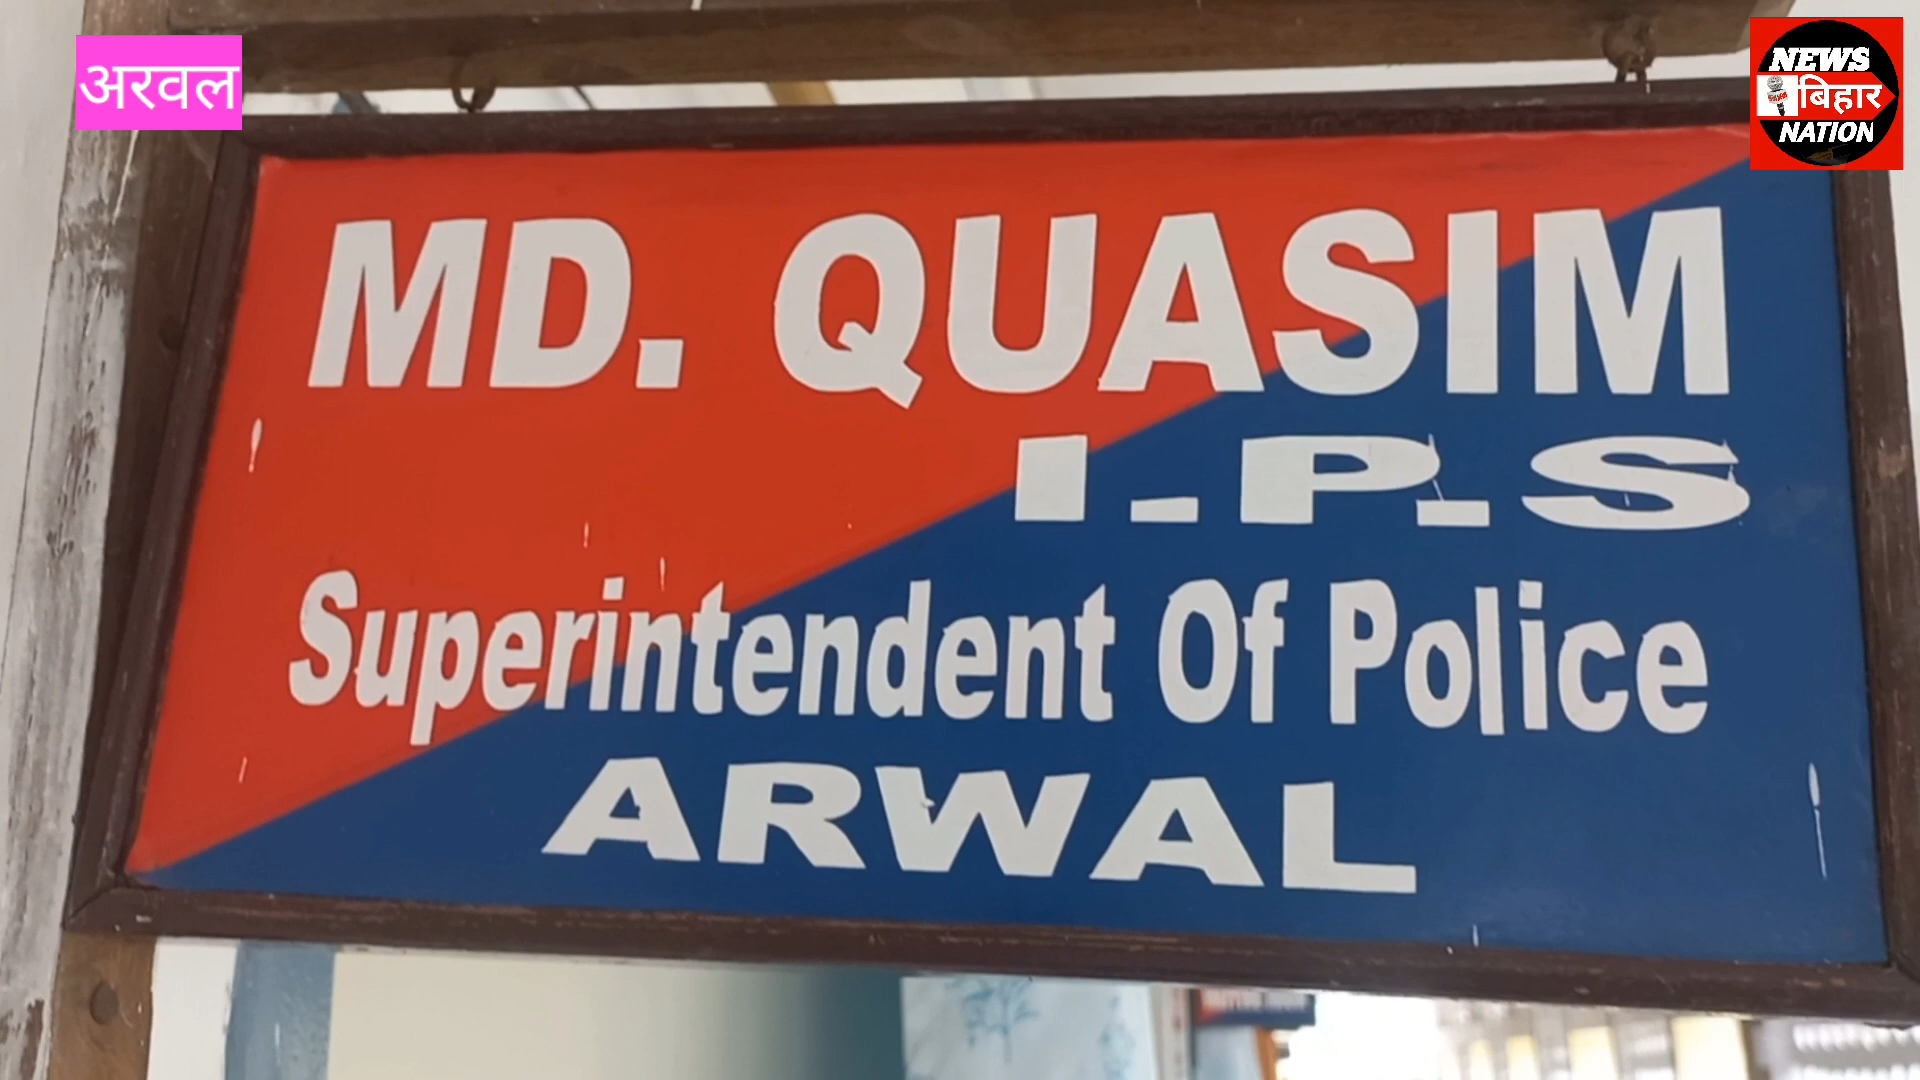 अरवल
NEWS
बिहार
NATION
MD. QUASIM
I.P.S
Superintendent Of Police
ARWAL